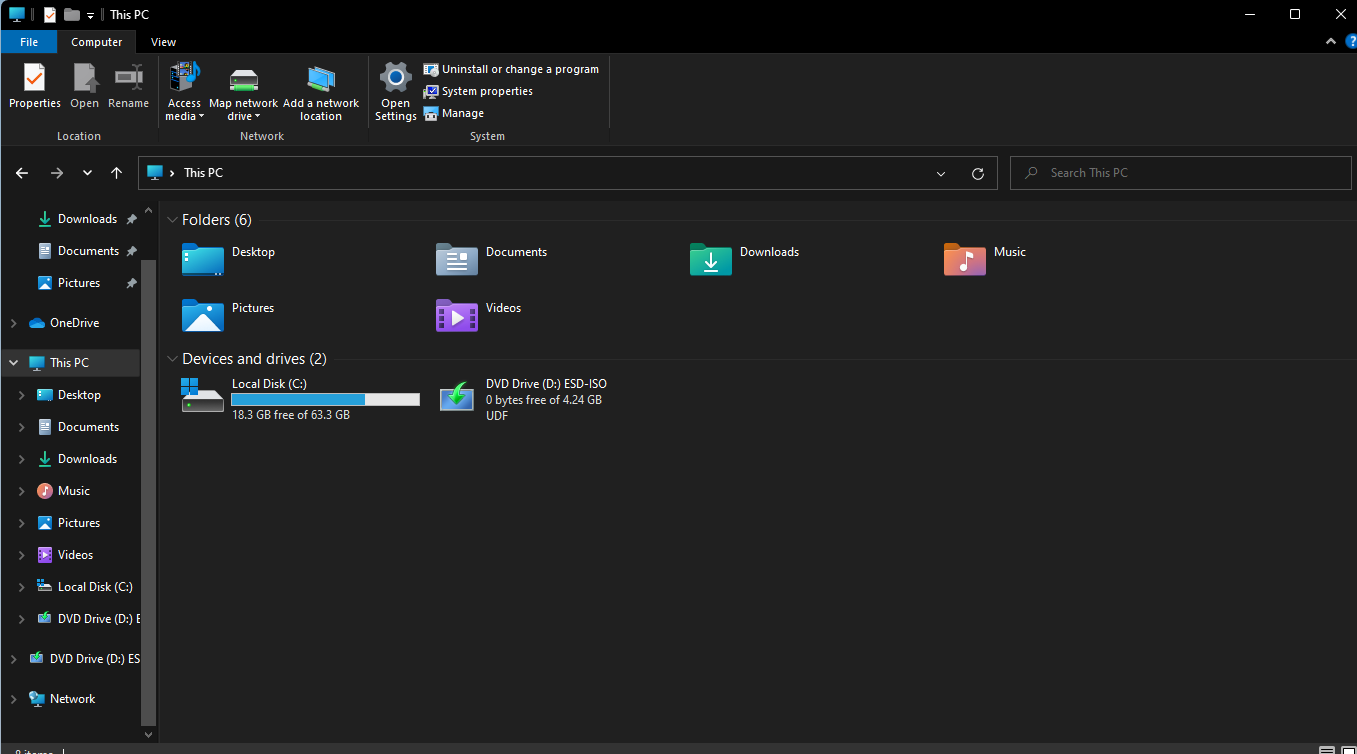 This PC
File Computer View
?
Properties Open Rename
Access media
Map network drive
Add a network location
Open Settings
Uninstall or change a program
System properties
Manage
Location Network System
This PC
Search This PC
Downloads
Documents
Pictures
OneDrive
This PC
Desktop
Documents
Downloads
Music
Pictures
Videos
Local Disk (C:)
DVD Drive (D:) E
DVD Drive (D:) ES
Network
Folders (6)
Desktop
Documents
Downloads
Music
Pictures
Videos
Devices and drives (2)
Local Disk (C:)
18.3 GB free of 63.3 GB
DVD Drive (D:) ESD-ISO
0 bytes free of 4.24 GB
UDF
8 items